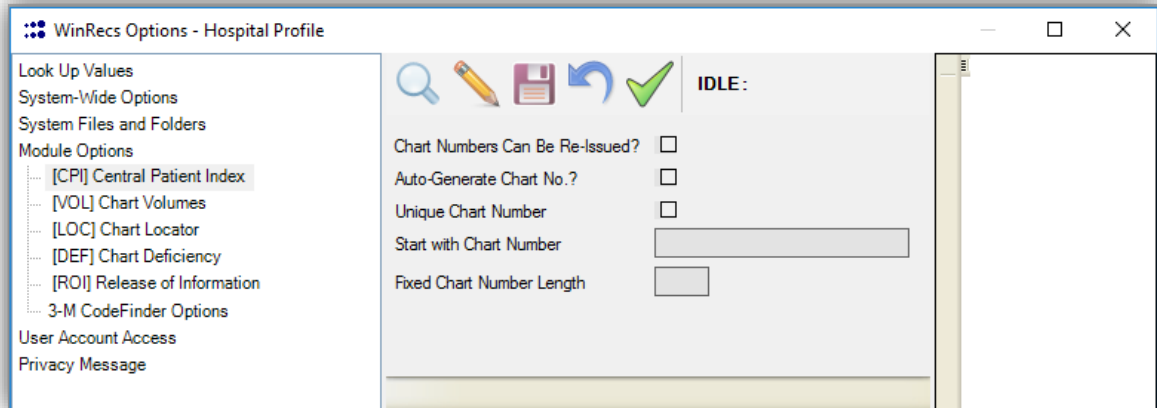 WinRecs Options - Hospital Profile
Look Up Values
System-Wide Options
System Files and Folders
Module Options
[CPI] Central Patient Index
[VOL] Chart Volumes
[LOC] Chart Locator
[DEF] Chart Deficiency
[ROI] Release of Information
3-M CodeFinder Options
User Account Access
Privacy Message
IDLE:
Chart Numbers Can Be Re-Issued?
Auto-Generate Chart No.?
Unique Chart Number
Start with Chart Number
Fixed Chart Number Length